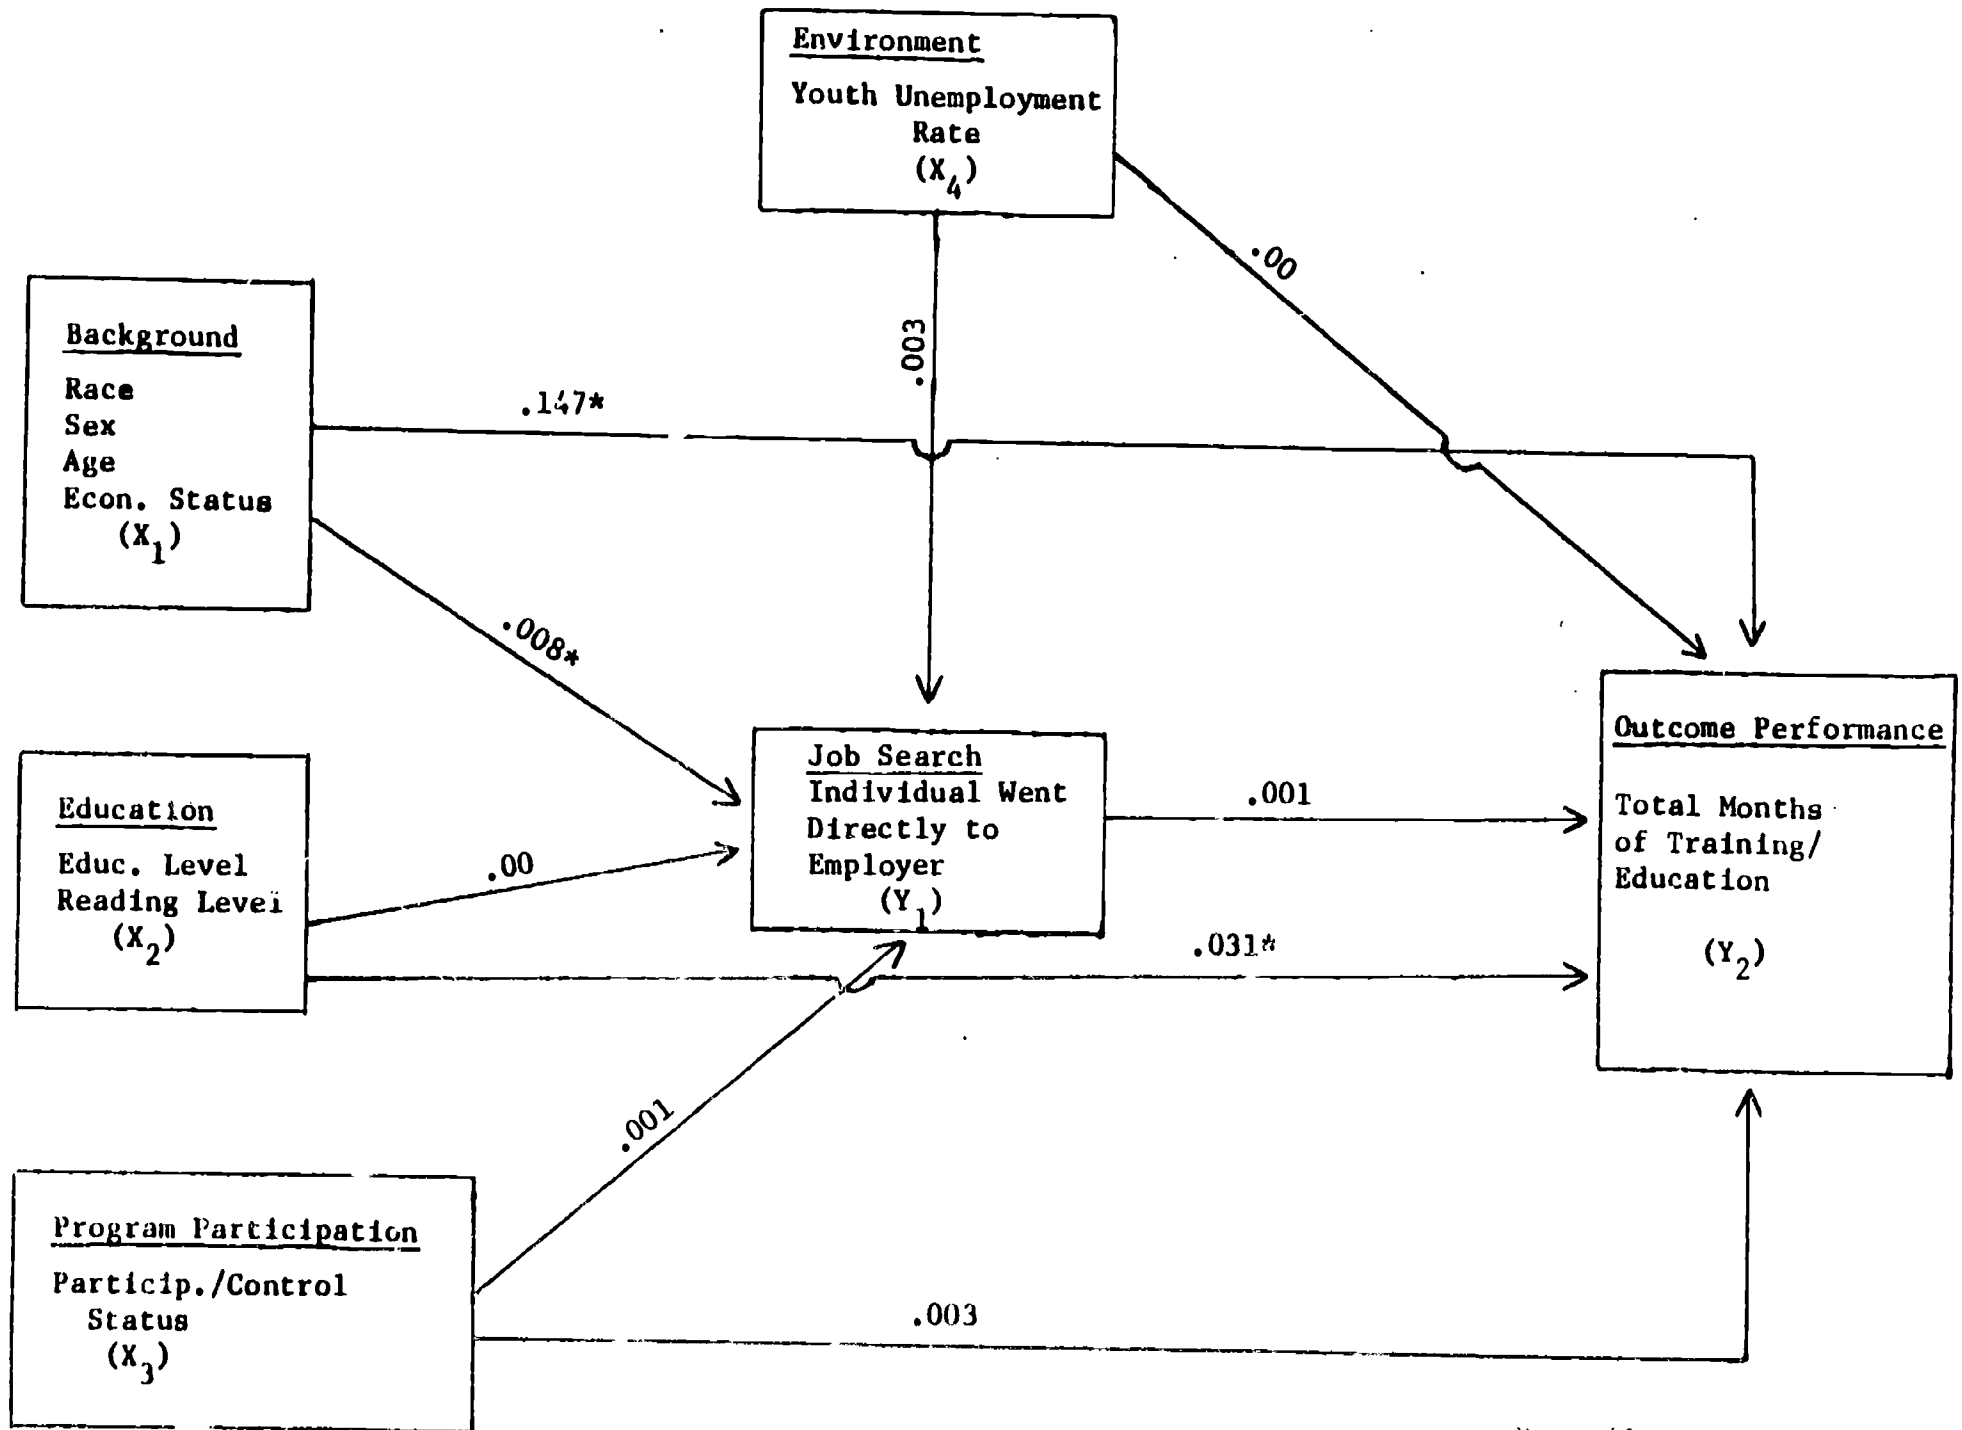 Environment
Youth Unemployment
Rate
(X4)
.00
.003
Background
Race
Sex
Age
Econ. Status
(X1)
.147*
.008*
Job Search
Individual Went
Directly to
Employer
(Y1)
.001
Outcome Performance
Total Months
of Training/
Education
(Y2)
Education
Educ. Level
Reading Level
(X2)
.00
.031*
.001
Program Participation
Particip./Control
Status
(X3)
.003